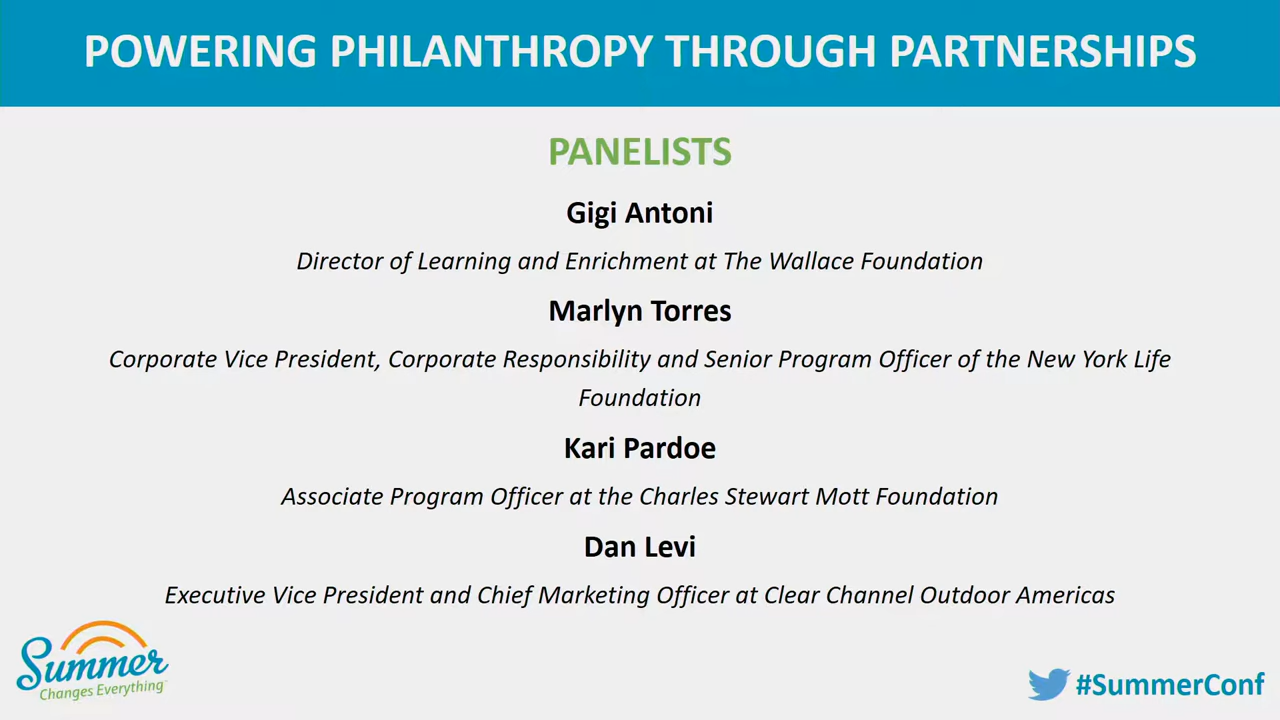 POWERING PHILANTHROPY THROUGH PARTNERSHIPS
PANELISTS
Gigi Antoni
Director of Learning and Enrichment at The Wallace Foundation
Marlyn Torres
Corporate Vice President, Corporate Responsibility and Senior Program Officer of the New York Life
Foundation
Kari Pardoe
Associate Program Officer at the Charles Stewart Mott Foundation
Dan Levi
Executive Vice President and Chief Marketing Officer at Clear Channel Outdoor Americas
Summer
Changes Everything™
#SummerConf